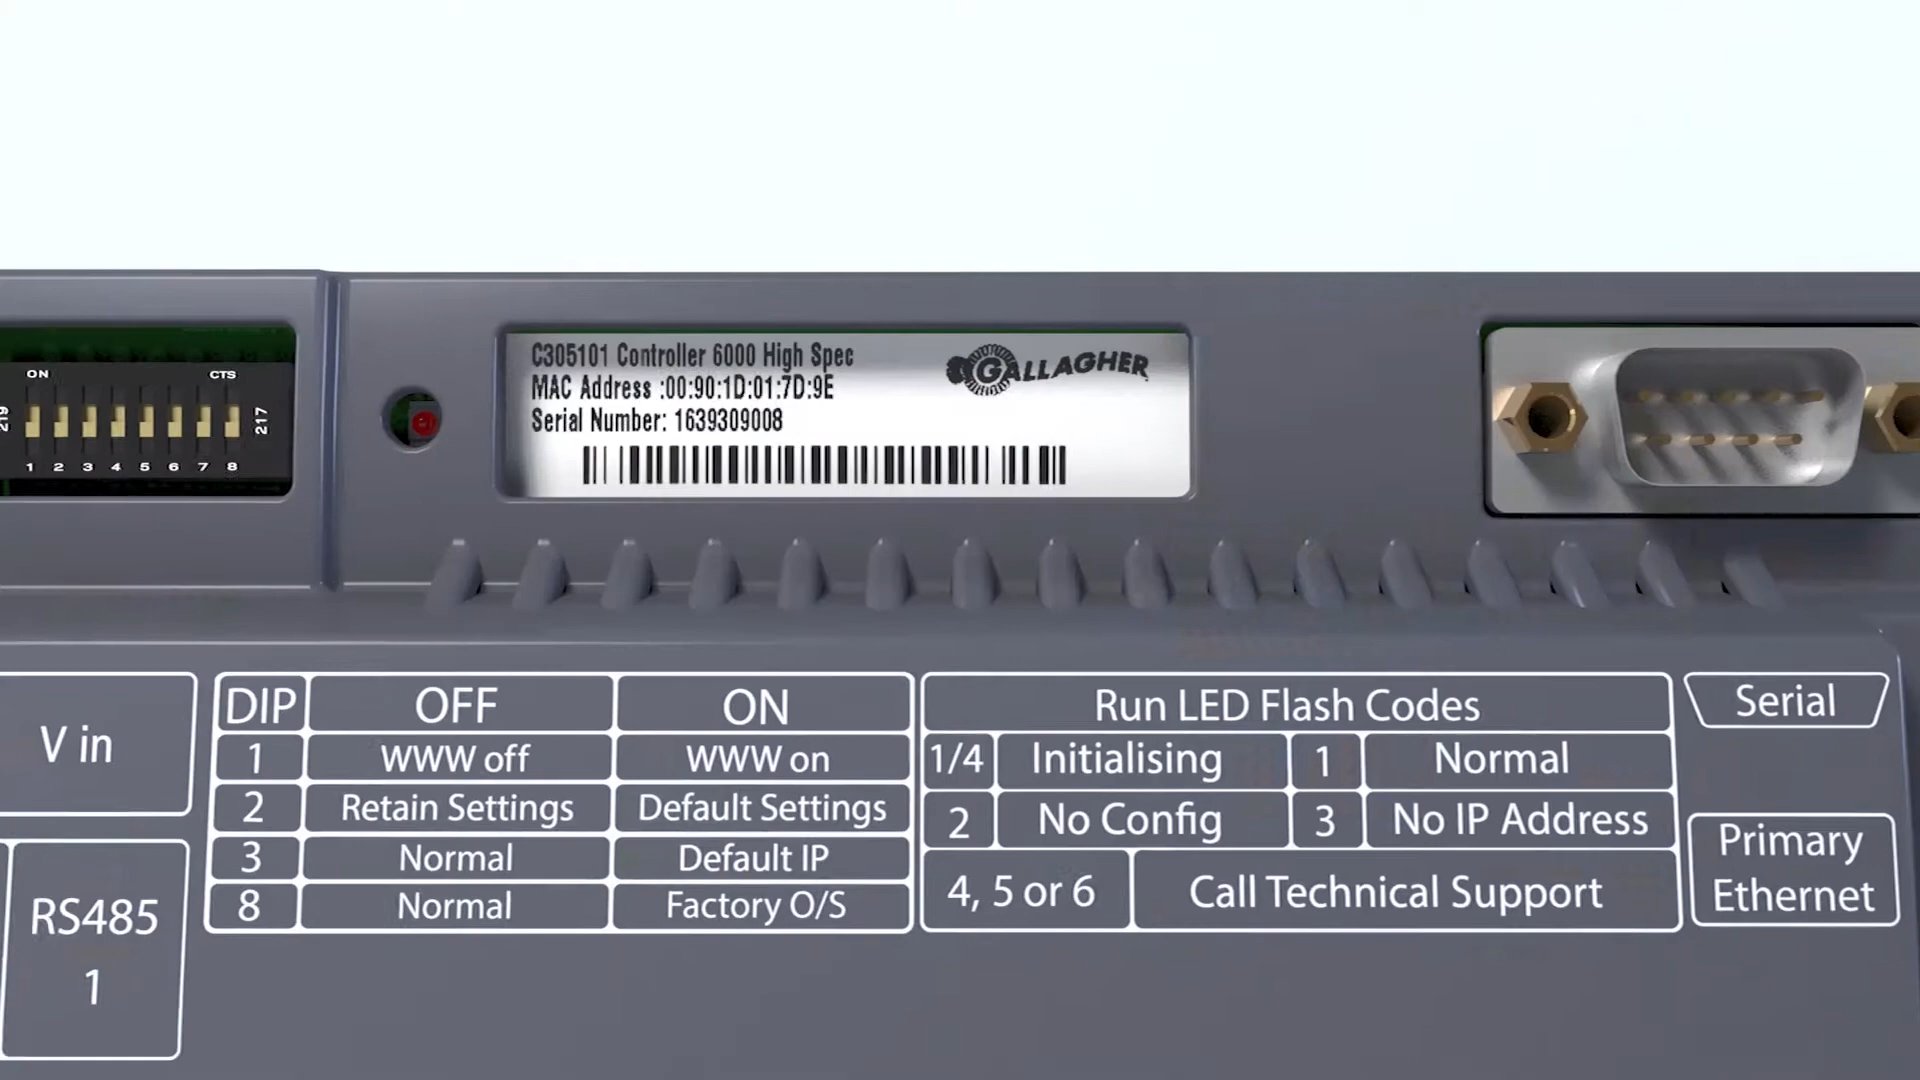 ON CTS
219
217
1 2 3 4 5 6 7 8
C305101 Controller 6000 High Spec
MAC Address :00:90:1D:01:7D:9E
Serial Number: 1639309008
GALLAGHER
V in
RS485
1
DIP OFF ON
1 WWW off WWW on
2 Retain Settings Default Settings
3 Normal Default IP
8 Normal Factory O/S
Run LED Flash Codes
1/4 Initialising 1 Normal
2 No Config 3 No IP Address
4, 5 or 6 Call Technical Support
Serial
Primary
Ethernet